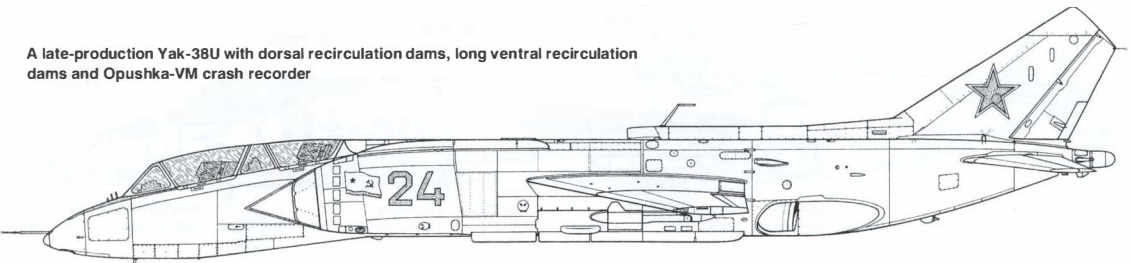 A late-production Yak-38U with dorsal recirculation dams, long ventral recirculation
dams and Opushka-VM crash recorder
24